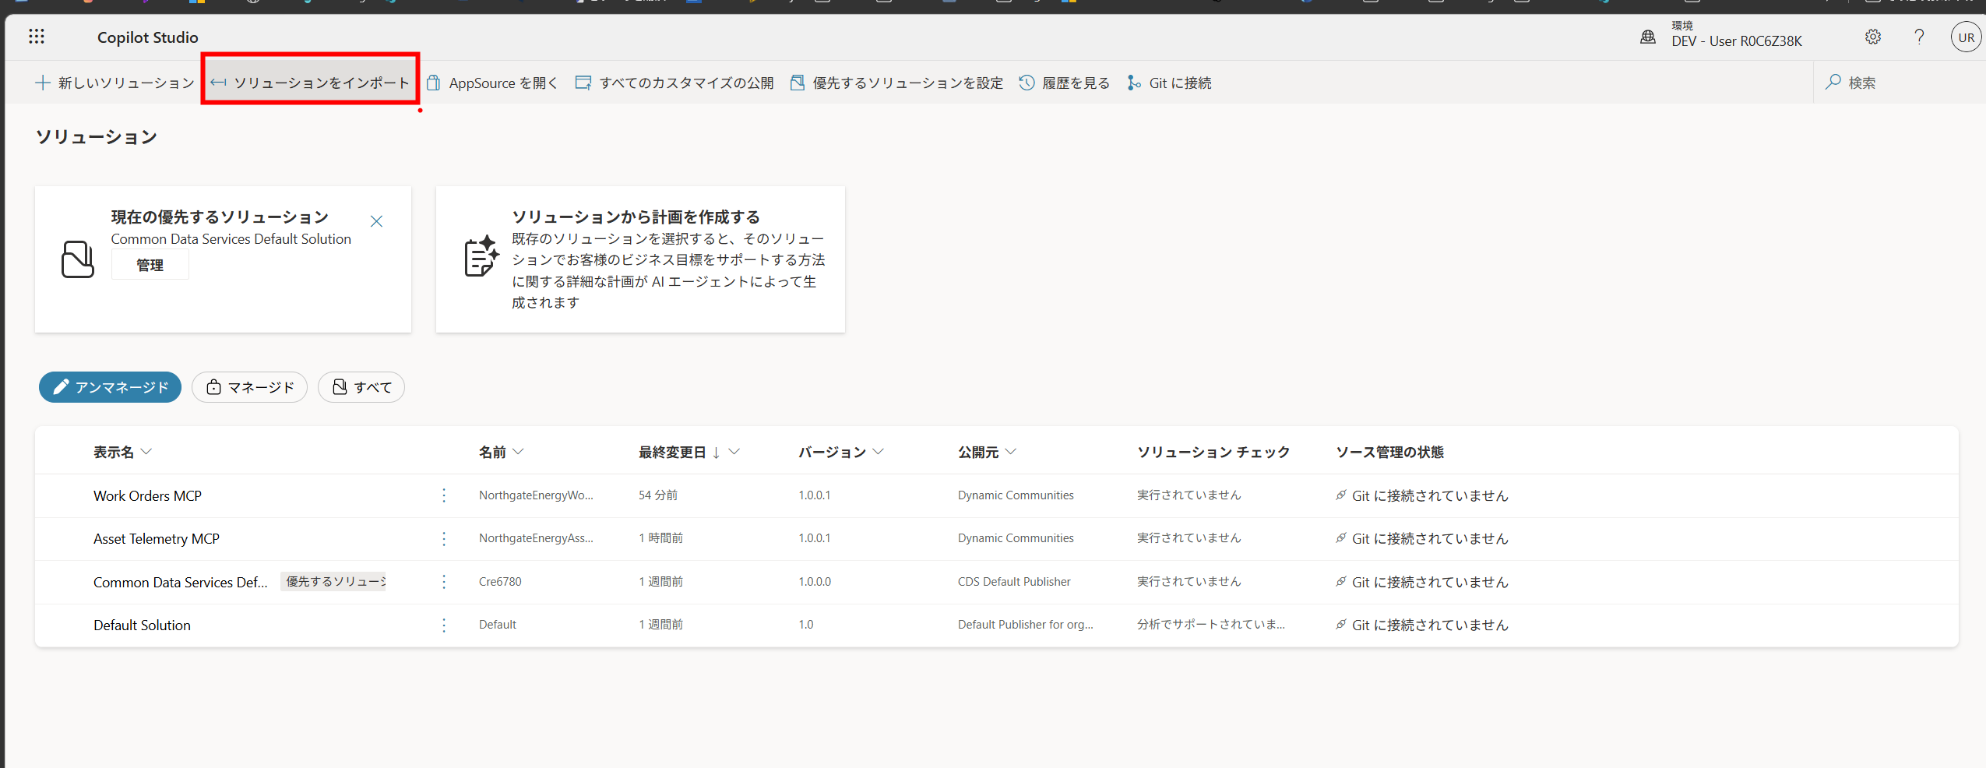 Copilot Studio
環境
DEV - User R0C6Z38K
UR
新しいソリューション
ソリューションをインポート
AppSource を開く
すべてのカスタマイズの公開
優先するソリューションを設定
履歴を見る
Git に接続
検索
ソリューション
現在の優先するソリューション
Common Data Services Default Solution
管理
ソリューションから計画を作成する
既存のソリューションを選択すると、そのソリュー
ションでお客様のビジネス目標をサポートする方法
に関する詳細な計画が AI エージェントによって生
成されます
アンマネージド
マネージド
すべて
表示名 名前 最終変更日 バージョン 公開元 ソリューション チェック ソース管理の状態
Work Orders MCP NorthgateEnergyWo... 54 分前 1.0.0.1 Dynamic Communities 実行されていません Git に接続されていません
Asset Telemetry MCP NorthgateEnergyAss... 1 時間前 1.0.0.1 Dynamic Communities 実行されていません Git に接続されていません
Common Data Services Def... 優先するソリューシ Cre6780 1 週間前 1.0.0.0 CDS Default Publisher 実行されていません Git に接続されていません
Default Solution Default 1 週間前 1.0 Default Publisher for org... 分析でサポートされていま... Git に接続されていません